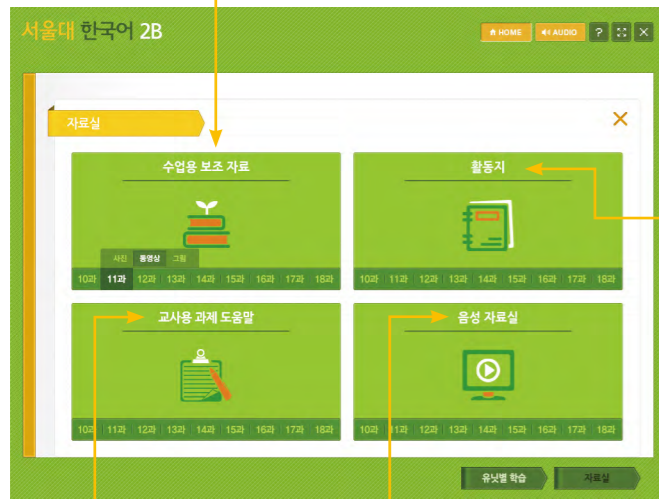 서울대 한국어 2B
HOME AUDIO ?
자료실
수업용 보조 자료
사진 동영상 그림
10과 11과 12과 13과 14과 15과 16과 17과 18과
활동지
10과 11과 12과 13과 14과 15과 16과 17과 18과
교사용 과제 도움말
10과 11과 12과 13과 14과 15과 16과 17과 18과
음성 자료실
10과 11과 12과 13과 14과 15과 16과 17과 18과
유닛별 학습 자료실